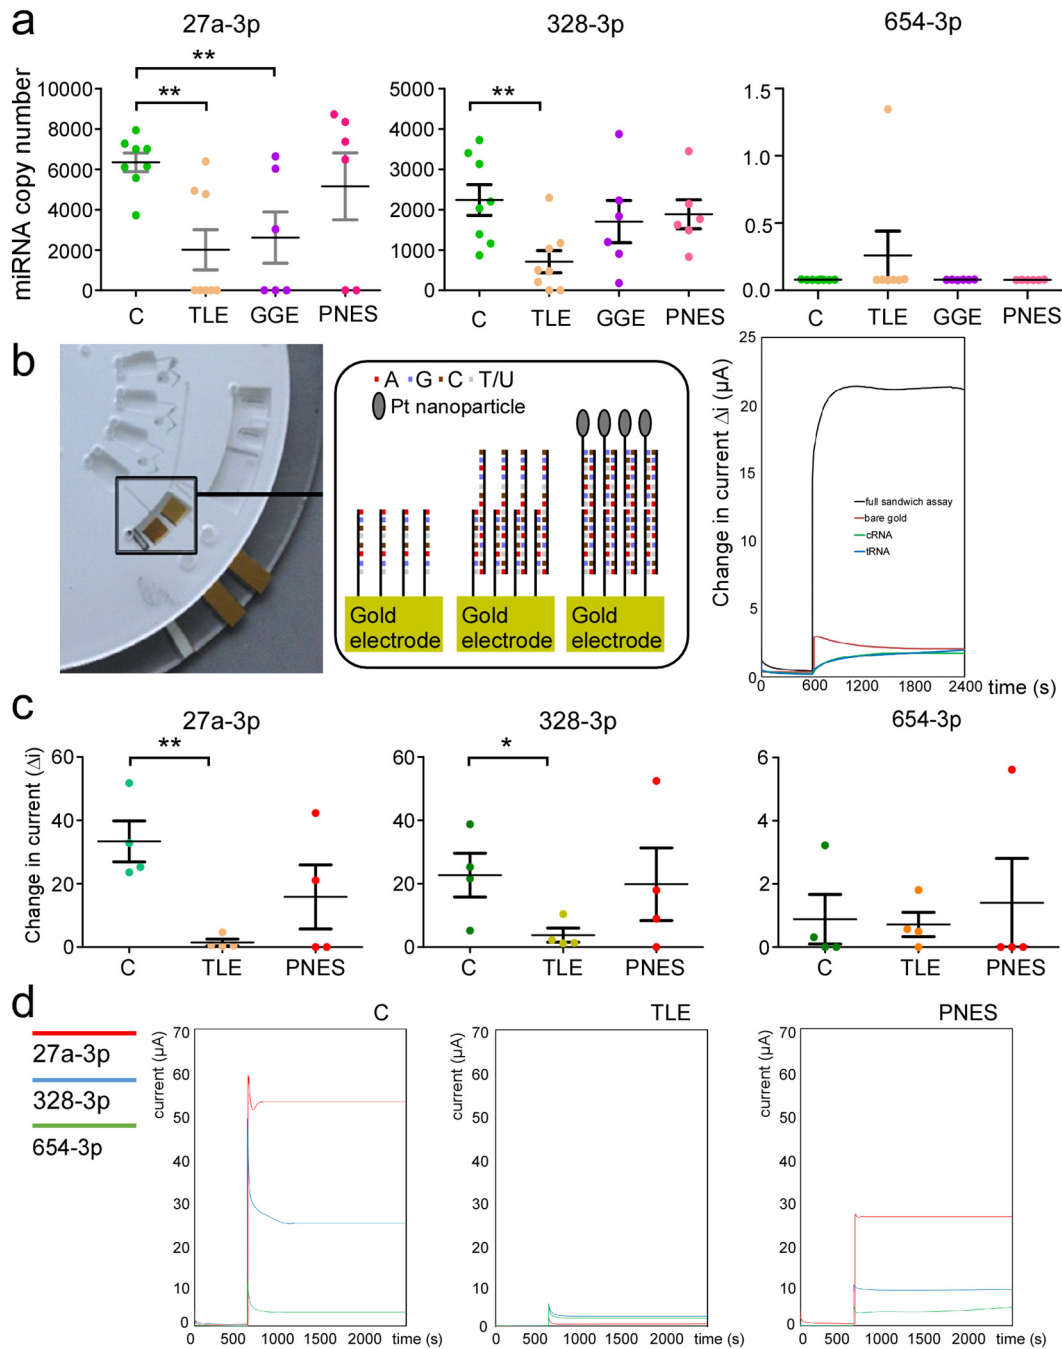 a
27a-3p
328-3p
654-3p
miRNA copy number
10000
8000
6000
4000
2000
0
**
**
C TLE GGE PNES
5000
4000
3000
2000
1000
0
**
C TLE GGE PNES
1.5
1.0
0.5
0.0
C TLE GGE PNES
b
A G C T/U
Pt nanoparticle
Gold electrode
Gold electrode
Gold electrode
Change in current Δi (µA)
25
20
15
10
5
0
full sandwich assay
bare gold
cRNA
tRNA
0 600 1200 1800 2400 time (s)
c
27a-3p
328-3p
654-3p
Change in current (Δi)
60
40
20
0
**
C TLE PNES
60
40
20
0
*
C TLE PNES
6
4
2
0
C TLE PNES
d
27a-3p
328-3p
654-3p
C
current (µA)
70
60
50
40
30
20
10
0
0 500 1000 1500 2000 time (s)
TLE
current (µA)
70
60
50
40
30
20
10
0
0 500 1000 1500 2000 time (s)
PNES
current (µA)
70
60
50
40
30
20
10
0
0 500 1000 1500 2000 time (s)